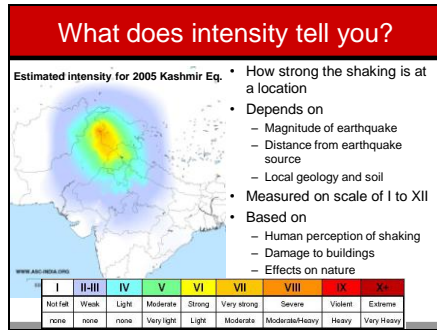 What does intensity tell you?
Estimated intensity for 2005 Kashmir Eq.
• How strong the shaking is at
a location
• Depends on
– Magnitude of earthquake
– Distance from earthquake
source
– Local geology and soil
• Measured on scale of I to XII
• Based on
– Human perception of shaking
– Damage to buildings
– Effects on nature
WWW.ASC-INDIA.ORG
I II-III IV V VI VII VIII IX X+
Not felt Weak Light Moderate Strong Very strong Severe Violent Extreme
none none none Very light Light Moderate Moderate/Heavy Heavy Very Heavy